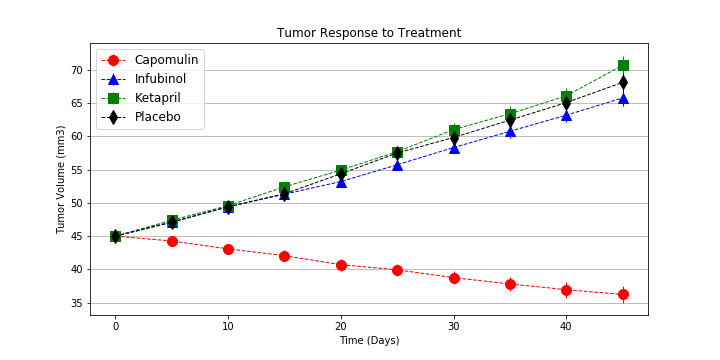 Tumor Response to Treatment
Capomulin
Infubinol
Ketapril
Placebo
Tumor Volume (mm3)
70
65
60
55
50
45
40
35
0
10
20
30
40
Time (Days)